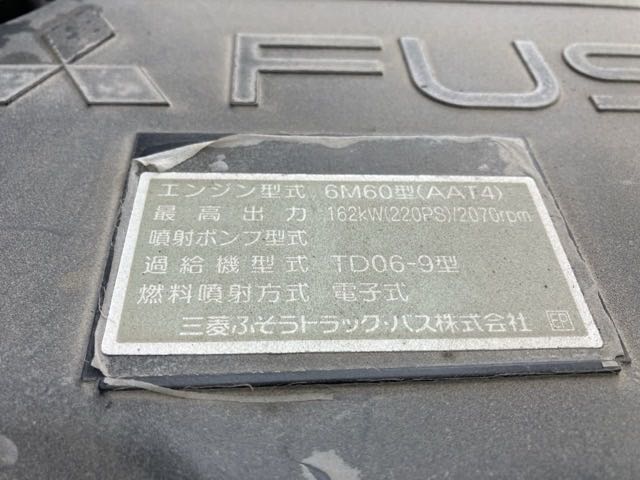 FUS
エンジン型式 6M60型(AAT4)
最高出力 162kW(220PS)/2070rpm
噴射ポンプ型式
過給機型式 TD06-9型
燃料噴射方式 電子式
三菱ふそうトラック・バス株式会社